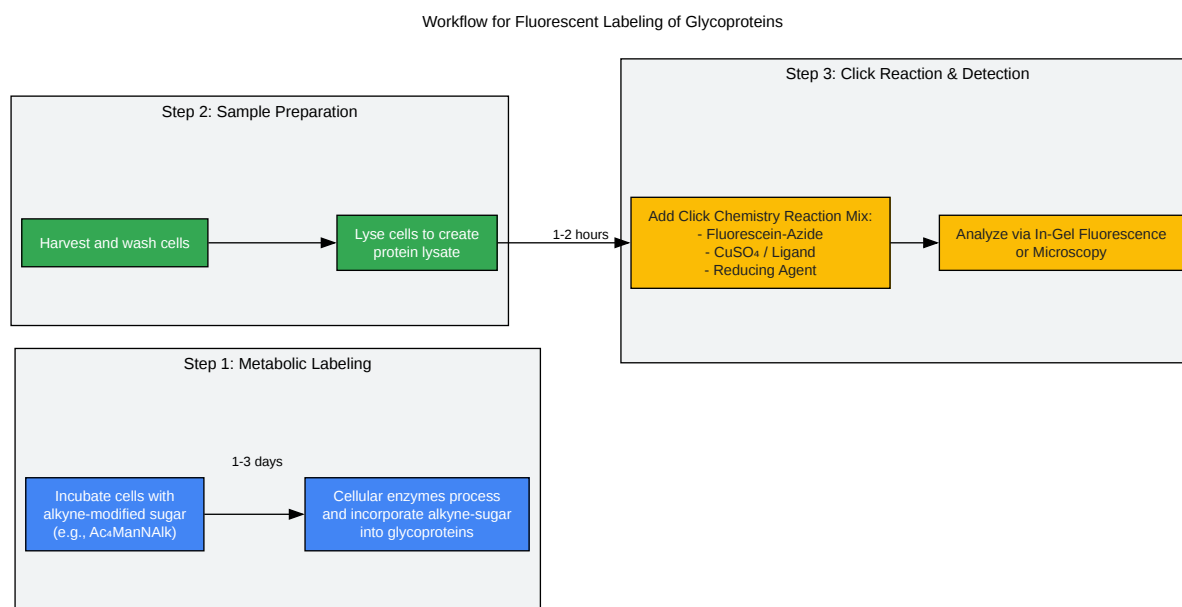 Workflow for Fluorescent Labeling of Glycoproteins
Step 3: Click Reaction & Detection
Add Click Chemistry Reaction Mix:
- Fluorescein-Azide
- CuSO₄ / Ligand
- Reducing Agent
Analyze via In-Gel Fluorescence
or Microscopy
Step 2: Sample Preparation
Harvest and wash cells
Lyse cells to create
protein lysate
1-2 hours
Step 1: Metabolic Labeling
Incubate cells with
alkyne-modified sugar
(e.g., Ac₄ManNAlk)
1-3 days
Cellular enzymes process
and incorporate alkyne-sugar
into glycoproteins